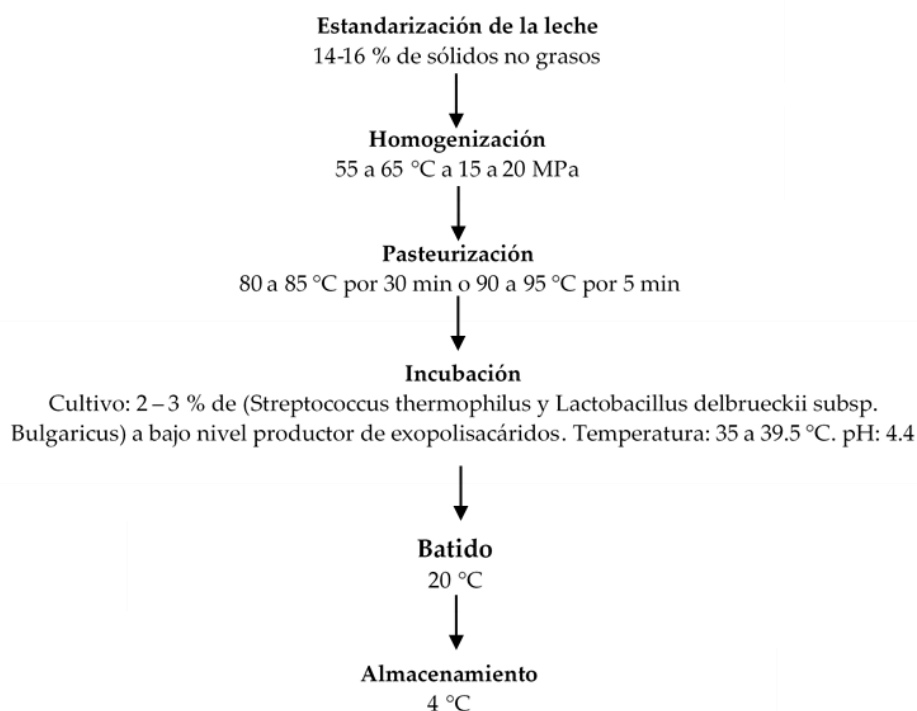 Estandarización de la leche
14-16 % de sólidos no grasos
Homogenización
55 a 65 °C a 15 a 20 MPa
Pasteurización
80 a 85 °C por 30 min o 90 a 95 °C por 5 min
Incubación
Cultivo: 2 – 3 % de (Streptococcus thermophilus y Lactobacillus delbrueckii subsp.
Bulgaricus) a bajo nivel productor de exopolisacáridos. Temperatura: 35 a 39.5 °C. pH: 4.4
Batido
20 °C
Almacenamiento
4 °C